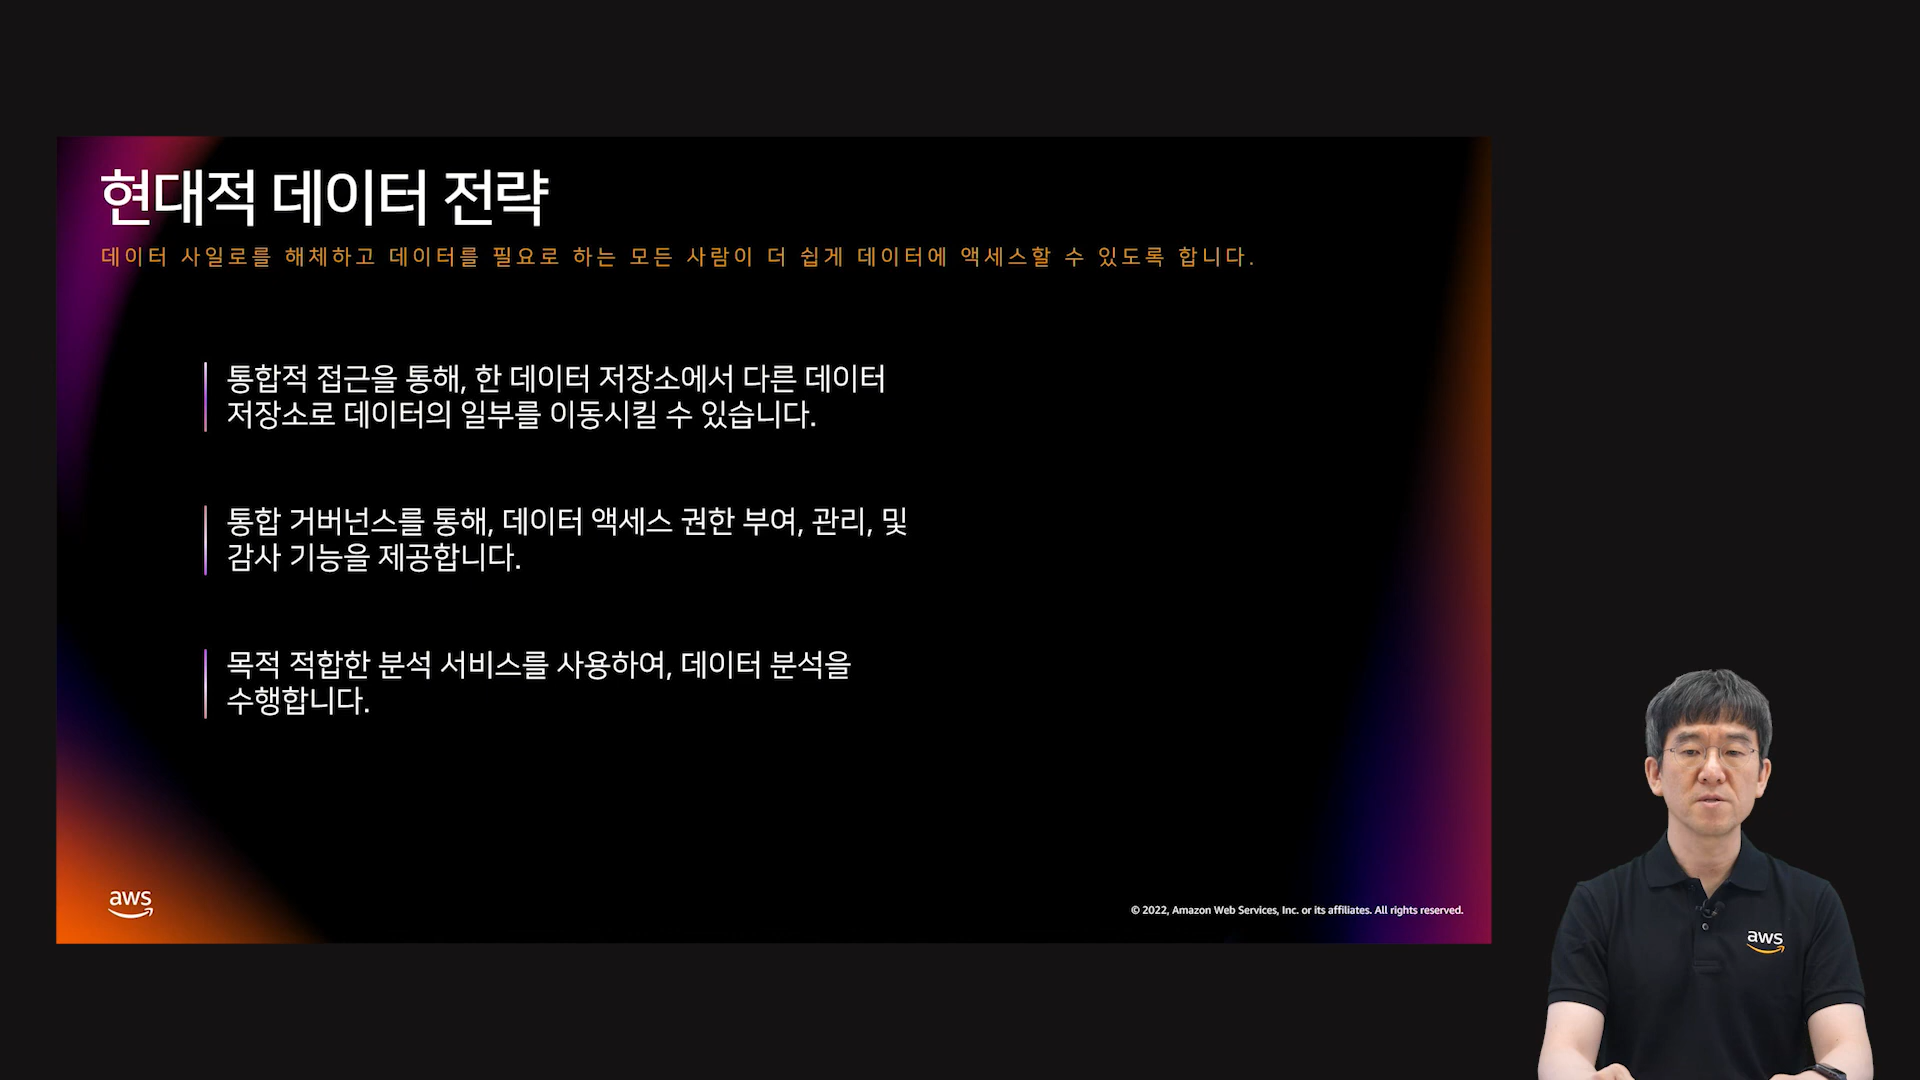 현대적 데이터 전략
데이터 사일로를 해체하고 데이터를 필요로 하는 모든 사람이 더 쉽게 데이터에 액세스할 수 있도록 합니다.
통합적 접근을 통해, 한 데이터 저장소에서 다른 데이터
저장소로 데이터의 일부를 이동시킬 수 있습니다.
통합 거버넌스를 통해, 데이터 액세스 권한 부여, 관리, 및
감사 기능을 제공합니다.
목적 적합한 분석 서비스를 사용하여, 데이터 분석을
수행합니다.
aws
© 2022, Amazon Web Services, Inc. or its affiliates. All rights reserved.
aws